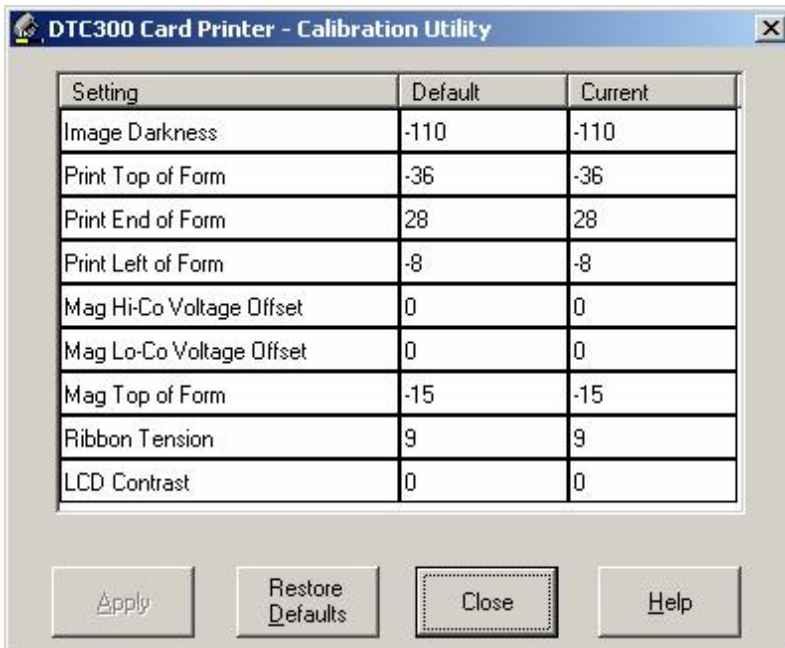 DTC300 Card Printer - Calibration Utility
Setting Default Current
Image Darkness -110 -110
Print Top of Form -36 -36
Print End of Form 28 28
Print Left of Form -8 -8
Mag Hi-Co Voltage Offset 0 0
Mag Lo-Co Voltage Offset 0 0
Mag Top of Form -15 -15
Ribbon Tension 9 9
LCD Contrast 0 0
Apply
Restore
Defaults
Close
Help